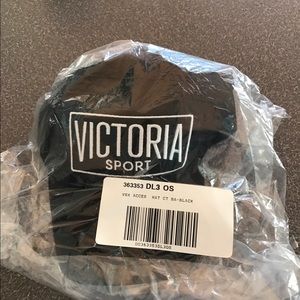 VICTORIA
SPORT
363353 DL3 OS
VSX ACCES HAT CT BA-BLACK